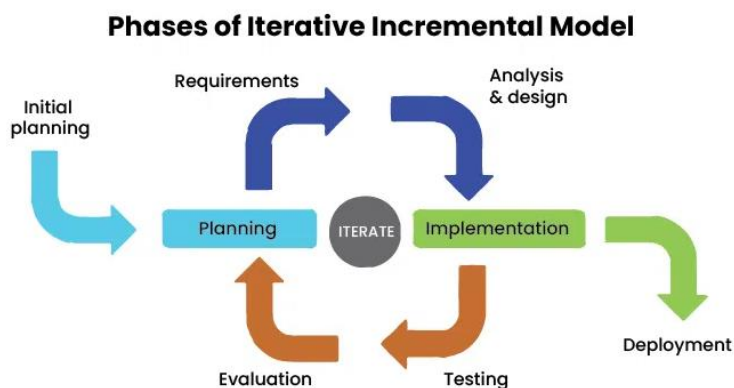 Phases of Iterative Incremental Model
Requirements
Analysis
& design
Initial
planning
Planning
ITERATE
Implementation
Deployment
Evaluation
Testing